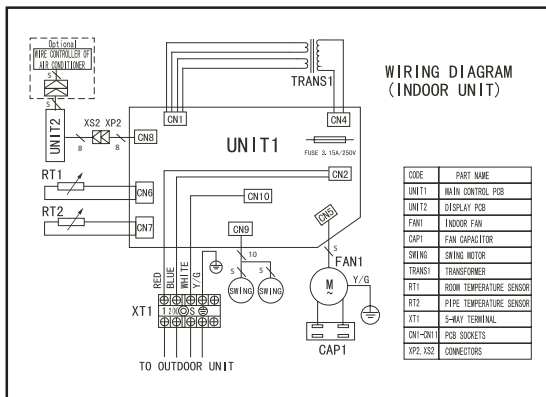 Optional
WIRE CONTROLLER OF
AIR CONDITIONER
5
5
UNIT2
8
XS2 XP2
8
CN8
CN1
TRANS1
CN4
UNIT1
FUSE 3.15A/250V
CN2
RT1
CN6
RT2
CN7
CN10
CN9
CN5
10
5
5
SWING
SWING
5
FAN1
M
~
Y/G
CAP1
RED
BLUE
WHITE
Y/G
XT1
1
S
TO OUTDOOR UNIT
WIRING DIAGRAM
(INDOOR UNIT)
CODE PART NAME
UNIT1 MAIN CONTROL PCB
UNIT2 DISPLAY PCB
FAN1 INDOOR FAN
CAP1 FAN CAPACITOR
SWING SWING MOTOR
TRANS1 TRANSFORMER
RT1 ROOM TEMPERATURE SENSOR
RT2 PIPE TEMPERATURE SENSOR
XT1 5-WAY TERMINAL
CN1-CN11 PCB SOCKETS
XP2, XS2 CONNECTORS